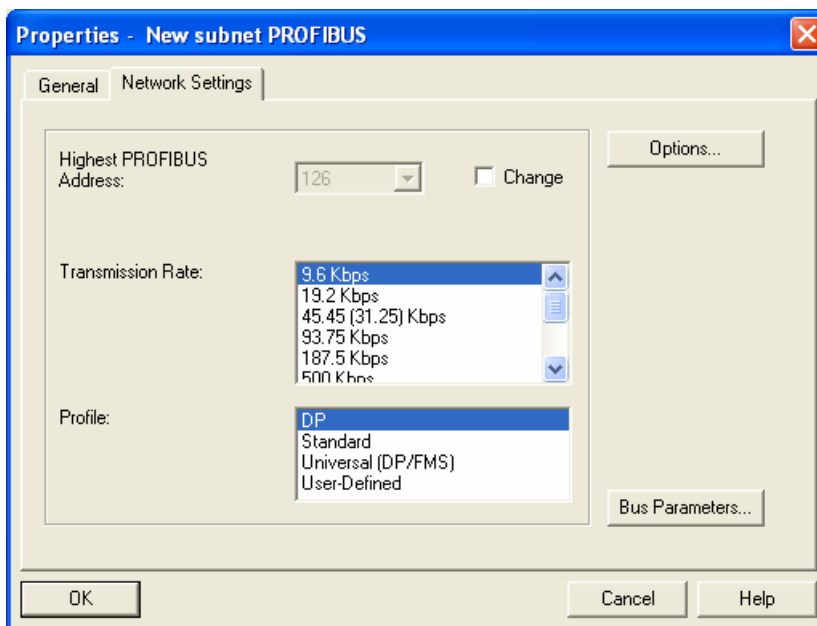 Properties - New subnet PROFIBUS
General
Network Settings
Highest PROFIBUS
Address:
126
Change
Options...
Transmission Rate:
9.6 Kbps
19.2 Kbps
45.45 (31.25) Kbps
93.75 Kbps
187.5 Kbps
500 Kbps
Profile:
DP
Standard
Universal (DP/FMS)
User-Defined
Bus Parameters...
OK
Cancel
Help